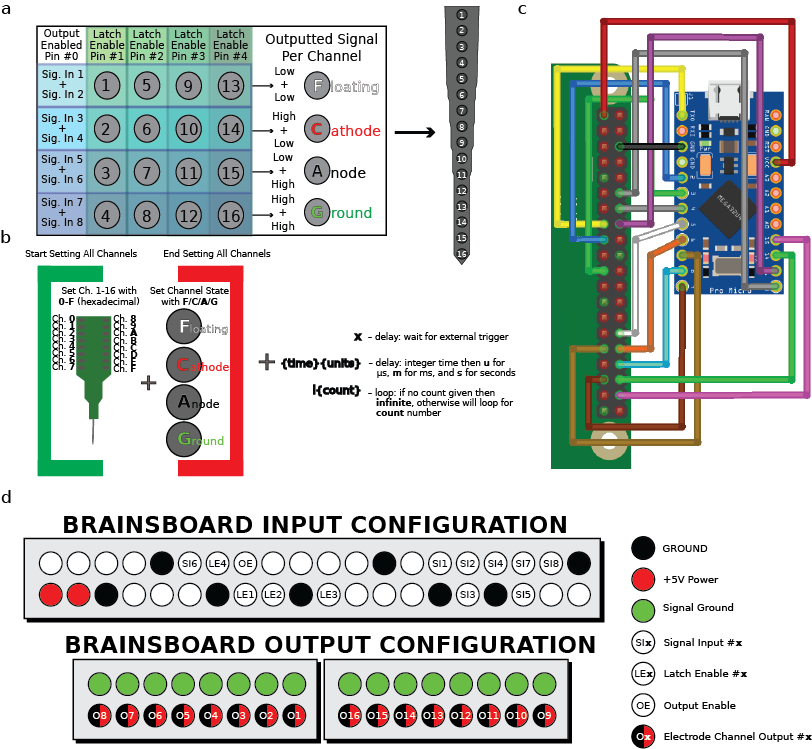 a
Output Enabled Pin #0
Latch Enable Pin #1
Latch Enable Pin #2
Latch Enable Pin #3
Latch Enable Pin #4
Outputted Signal Per Channel
Sig. In 1 + Sig. In 2
1 5 9 13
Low + Low
Floating
Sig. In 3 + Sig. In 4
2 6 10 14
High + Low
Cathode
Sig. In 5 + Sig. In 6
3 7 11 15
Low + High
Anode
Sig. In 7 + Sig. In 8
4 8 12 16
High + High
Ground
1
2
3
4
5
6
7
8
9
10
11
12
13
14
15
16
b
Start Setting All Channels
End Setting All Channels
Set Ch. 1-16 with
0-F (hexadecimal)
Ch. 0
Ch. 1
Ch. 2
Ch. 3
Ch. 4
Ch. 5
Ch. 6
Ch. 7
Ch. 8
Ch. 9
Ch. A
Ch. B
Ch. C
Ch. D
Ch. E
Ch. F
+
Set Channel State
with F/C/A/G
Floating
Cathode
Anode
Ground
+
x – delay: wait for external trigger
{time}{units} – delay: integer time then u for
µs, m for ms, and s for seconds
l{count} – loop: if no count given then
infinite, otherwise will loop for
count number
c
TX0
RXI
GND
GND
2
3
4
5
RAW
GND
RST
VCC
A3
A2
A1
A0
MEGA32U4
Pro Micro
d
BRAINSBOARD INPUT CONFIGURATION
SI6 LE4 OE SI1 SI2 SI4 SI7 SI8
LE1 LE2 LE3 SI3 SI5
BRAINSBOARD OUTPUT CONFIGURATION
O8 O7 O6 O5 O4 O3 O2 O1
O16 O15 O14 O13 O12 O11 O10 O9
GROUND
+5V Power
Signal Ground
SIx Signal Input #x
LEx Latch Enable #x
OE Output Enable
Ox Electrode Channel Output #x